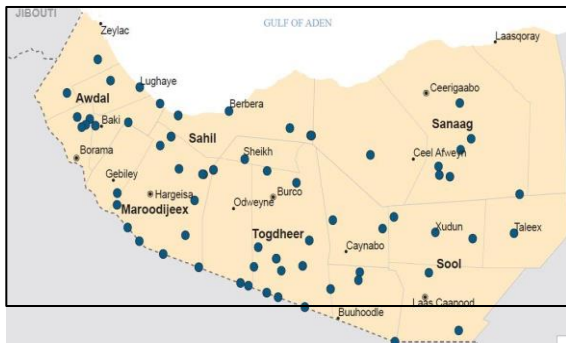 JIBOUTI
GULF OF ADEN
Zeylac
Laasqoray
Lughaye
Ceerigaabo
Awdal
Berbera
Baki
Sanaag
Sahil
Borama
Sheikh
Ceel Afweyn
Gebiley
Hargeisa
Burco
Maroodijeex
Odweyne
Togdheer
Xudun
Taleex
Caynabo
Sool
Laas Caanood
Buuhoodle